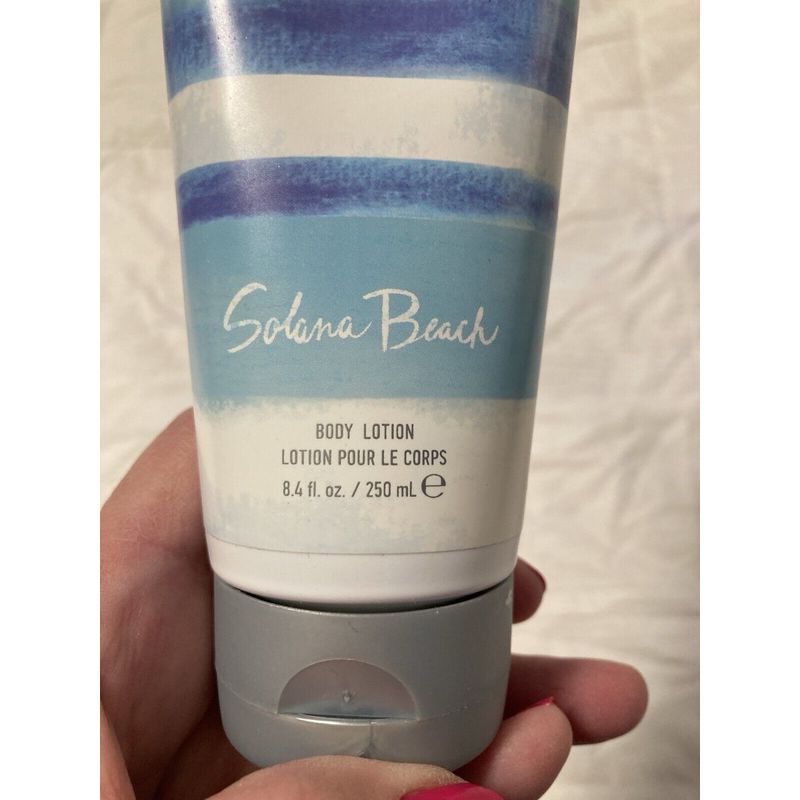 Solana Beach
BODY LOTION
LOTION POUR LE CORPS
8.4 fl. oz. / 250 mL ℮